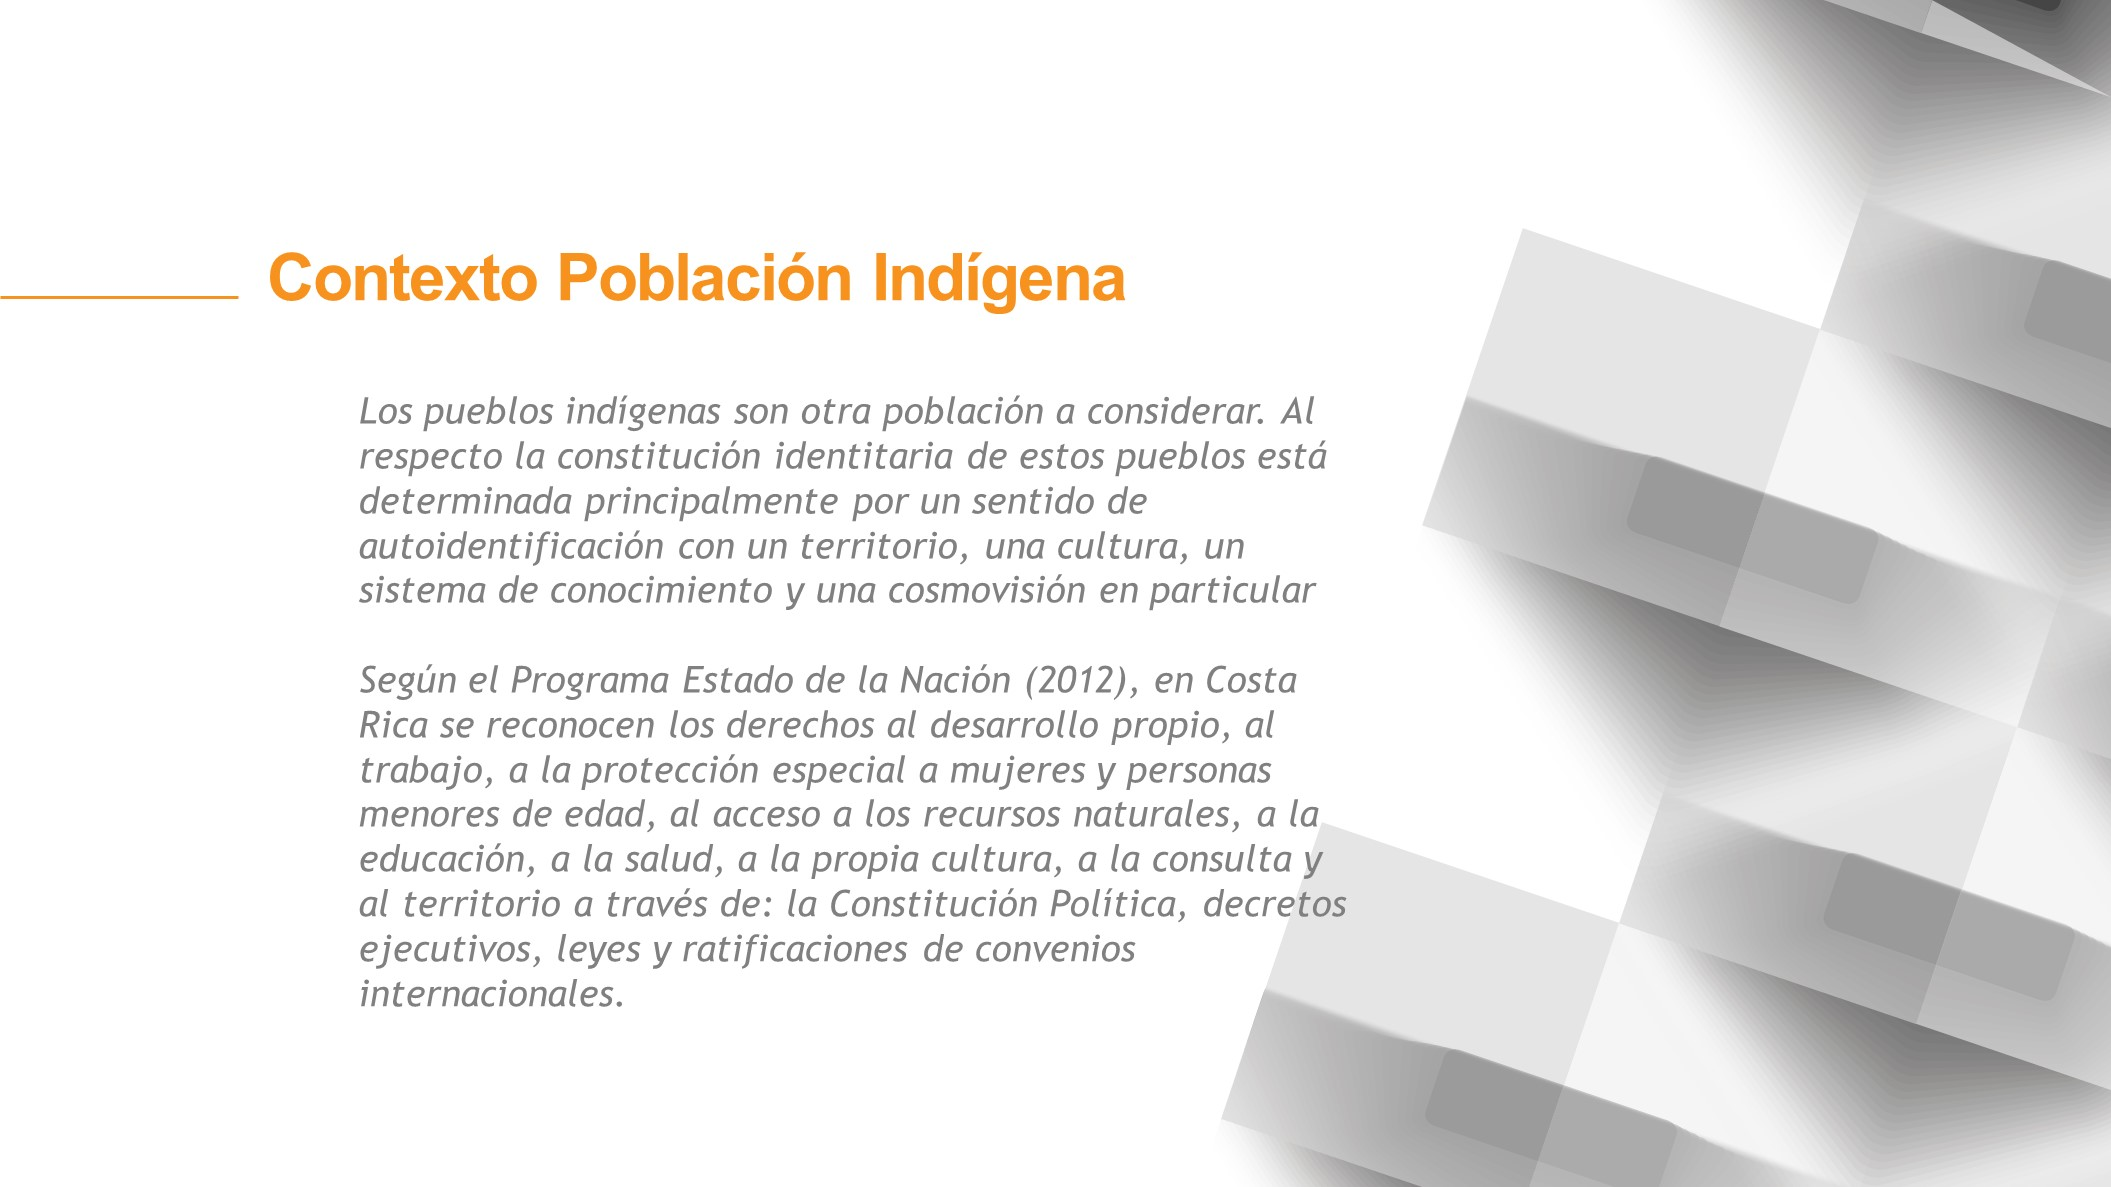 Contexto Población Indígena
Los pueblos indígenas son otra población a considerar. Al
respecto la constitución identitaria de estos pueblos está
determinada principalmente por un sentido de
autoidentificación con un territorio, una cultura, un
sistema de conocimiento y una cosmovisión en particular
Según el Programa Estado de la Nación (2012), en Costa
Rica se reconocen los derechos al desarrollo propio, al
trabajo, a la protección especial a mujeres y personas
menores de edad, al acceso a los recursos naturales, a la
educación, a la salud, a la propia cultura, a la consulta y
al territorio a través de: la Constitución Política, decretos
ejecutivos, leyes y ratificaciones de convenios
internacionales.